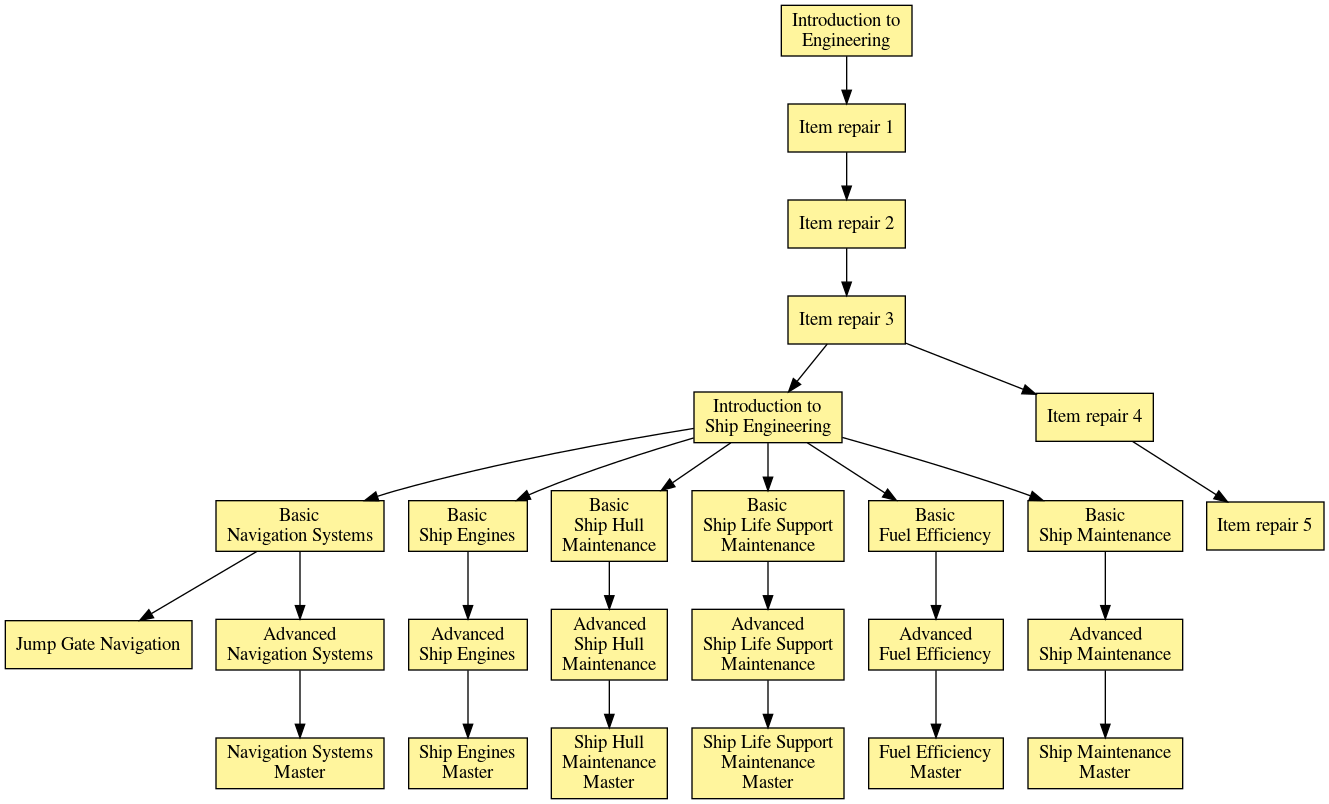 Introduction to
Engineering
Item repair 1
Item repair 2
Item repair 3
Introduction to
Ship Engineering
Item repair 4
Basic
Navigation Systems
Basic
Ship Engines
Basic
Ship Hull
Maintenance
Basic
Ship Life Support
Maintenance
Basic
Fuel Efficiency
Basic
Ship Maintenance
Item repair 5
Jump Gate Navigation
Advanced
Navigation Systems
Advanced
Ship Engines
Advanced
Ship Hull
Maintenance
Advanced
Ship Life Support
Maintenance
Advanced
Fuel Efficiency
Advanced
Ship Maintenance
Navigation Systems
Master
Ship Engines
Master
Ship Hull
Maintenance
Master
Ship Life Support
Maintenance
Master
Fuel Efficiency
Master
Ship Maintenance
Master